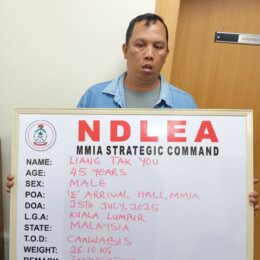 NDLEA
MMIA STRATEGIC COMMAND
NAME: LIANG TAK YOU
AGE: 45 YEARS
SEX: MALE
POA: 'E' ARRIVAL HALL, MMIA
DOA: 25TH JULY, 2025
L.G.A: KUALA LUMPUR
STATE: MALAYSIA
T.O.D: CANNABIS
WEIGHT: 26.10 KG
REMARK: